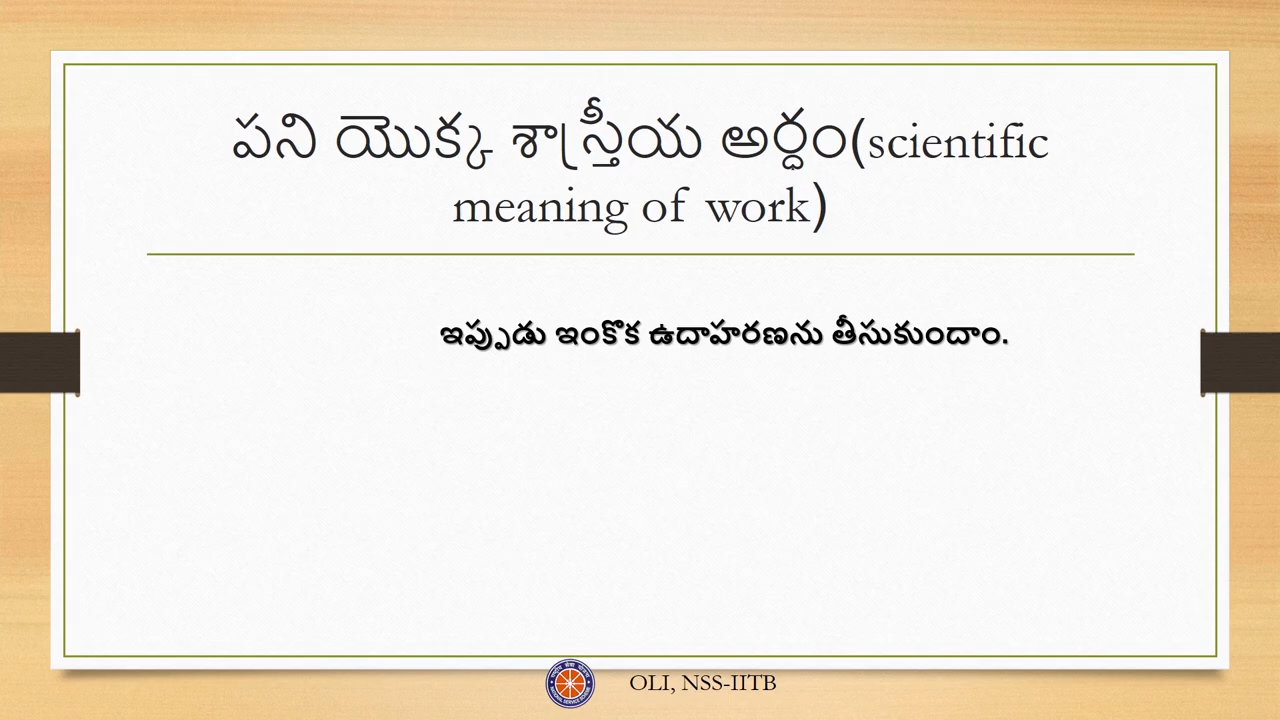 పని యొక్క శాస్త్రీయ అర్థం(scientific
meaning of work)
ఇప్పుడు ఇంకొక ఉదాహరణను తీసుకుందాం.
OLI, NSS-IITB